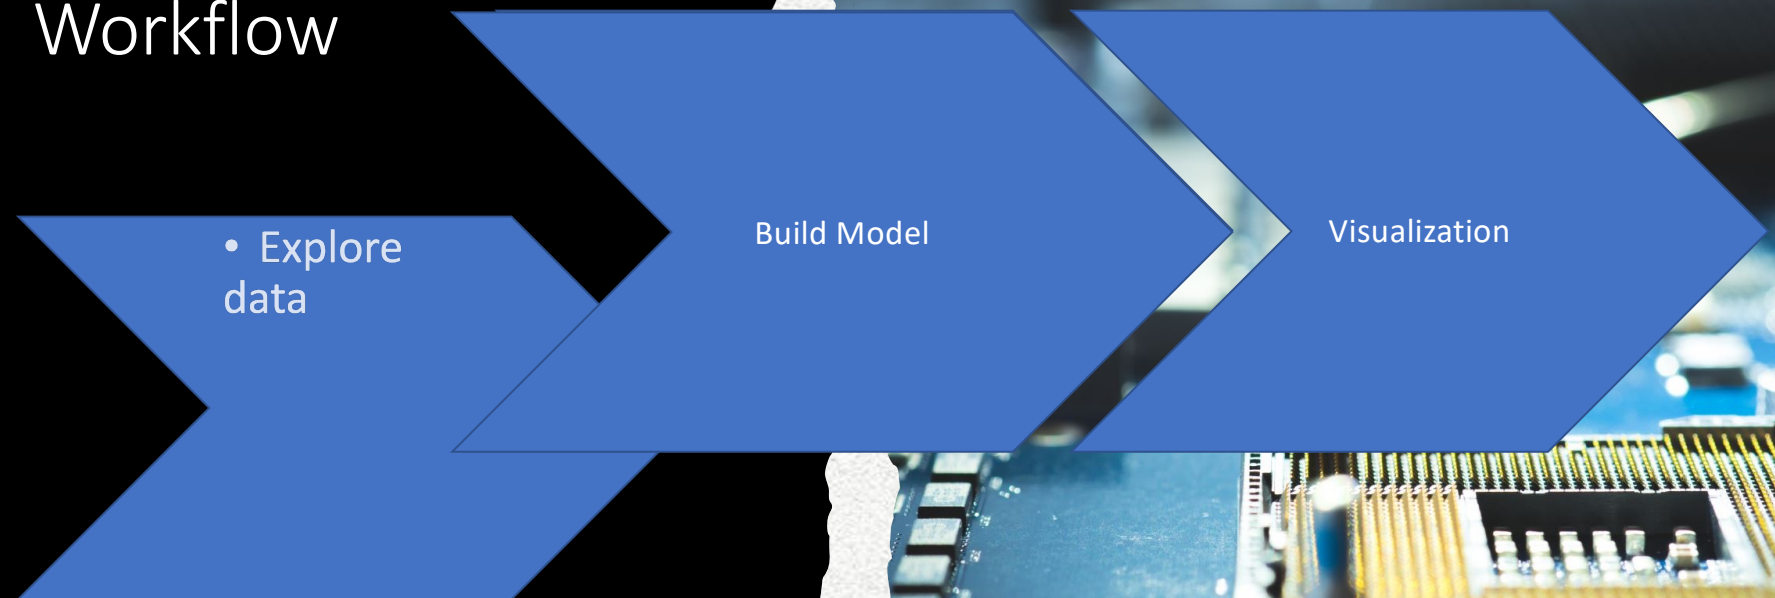 Workflow
• Explore
data
Build Model
Visualization